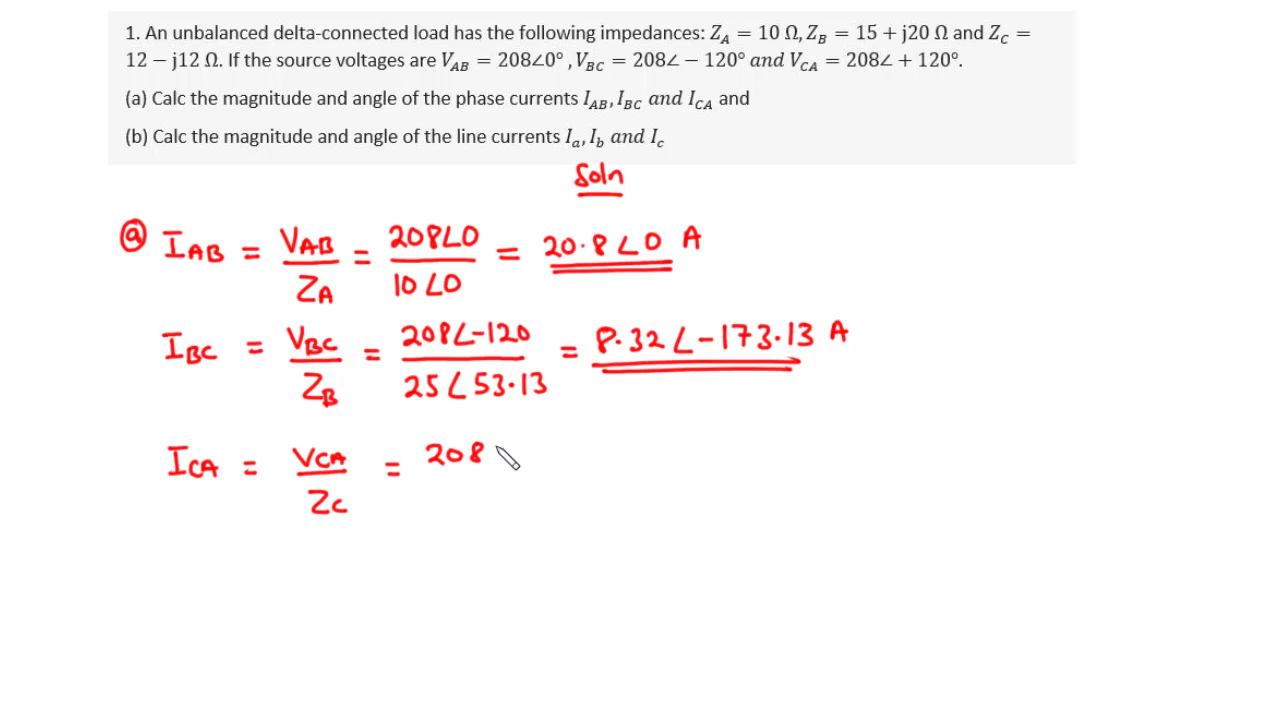 1. An unbalanced delta-connected load has the following impedances: Z_A = 10 Ω, Z_B = 15 + j20 Ω and Z_C =
12 − j12 Ω. If the source voltages are V_AB = 208∠0°, V_BC = 208∠ − 120° and V_CA = 208∠ + 120°.
(a) Calc the magnitude and angle of the phase currents I_AB, I_BC and I_CA and
(b) Calc the magnitude and angle of the line currents I_a, I_b and I_c
Soln
(a) I_AB = V_AB / Z_A = 208∠0 / 10∠0 = 20.8∠0 A
I_BC = V_BC / Z_B = 208∠-120 / 25∠53.13 = 8.32∠-173.13 A
I_CA = V_CA / Z_C = 208